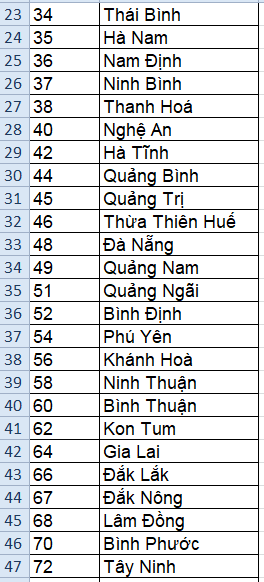 23 34 Thái Bình
24 35 Hà Nam
25 36 Nam Định
26 37 Ninh Bình
27 38 Thanh Hoá
28 40 Nghệ An
29 42 Hà Tĩnh
30 44 Quảng Bình
31 45 Quảng Trị
32 46 Thừa Thiên Huế
33 48 Đà Nẵng
34 49 Quảng Nam
35 51 Quảng Ngãi
36 52 Bình Định
37 54 Phú Yên
38 56 Khánh Hoà
39 58 Ninh Thuận
40 60 Bình Thuận
41 62 Kon Tum
42 64 Gia Lai
43 66 Đắk Lắk
44 67 Đắk Nông
45 68 Lâm Đồng
46 70 Bình Phước
47 72 Tây Ninh